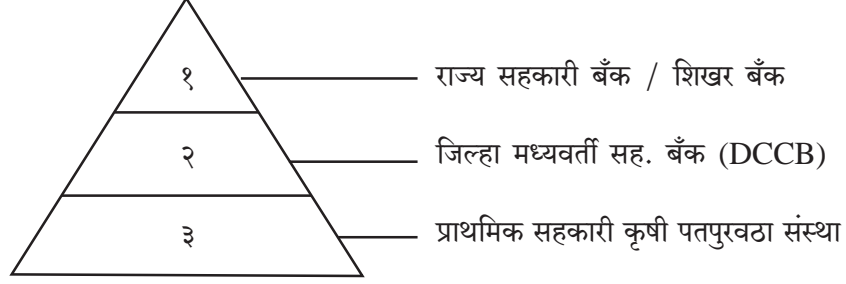 १ राज्य सहकारी बँक / शिखर बँक
२ जिल्हा मध्यवर्ती सह. बँक (DCCB)
३ प्राथमिक सहकारी कृषी पतपुरवठा संस्था